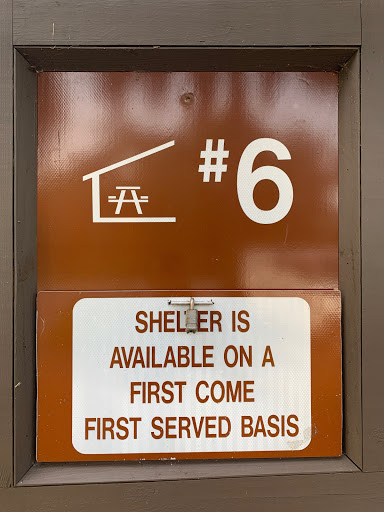 #6
SHELTER IS
AVAILABLE ON A
FIRST COME
FIRST SERVED BASIS